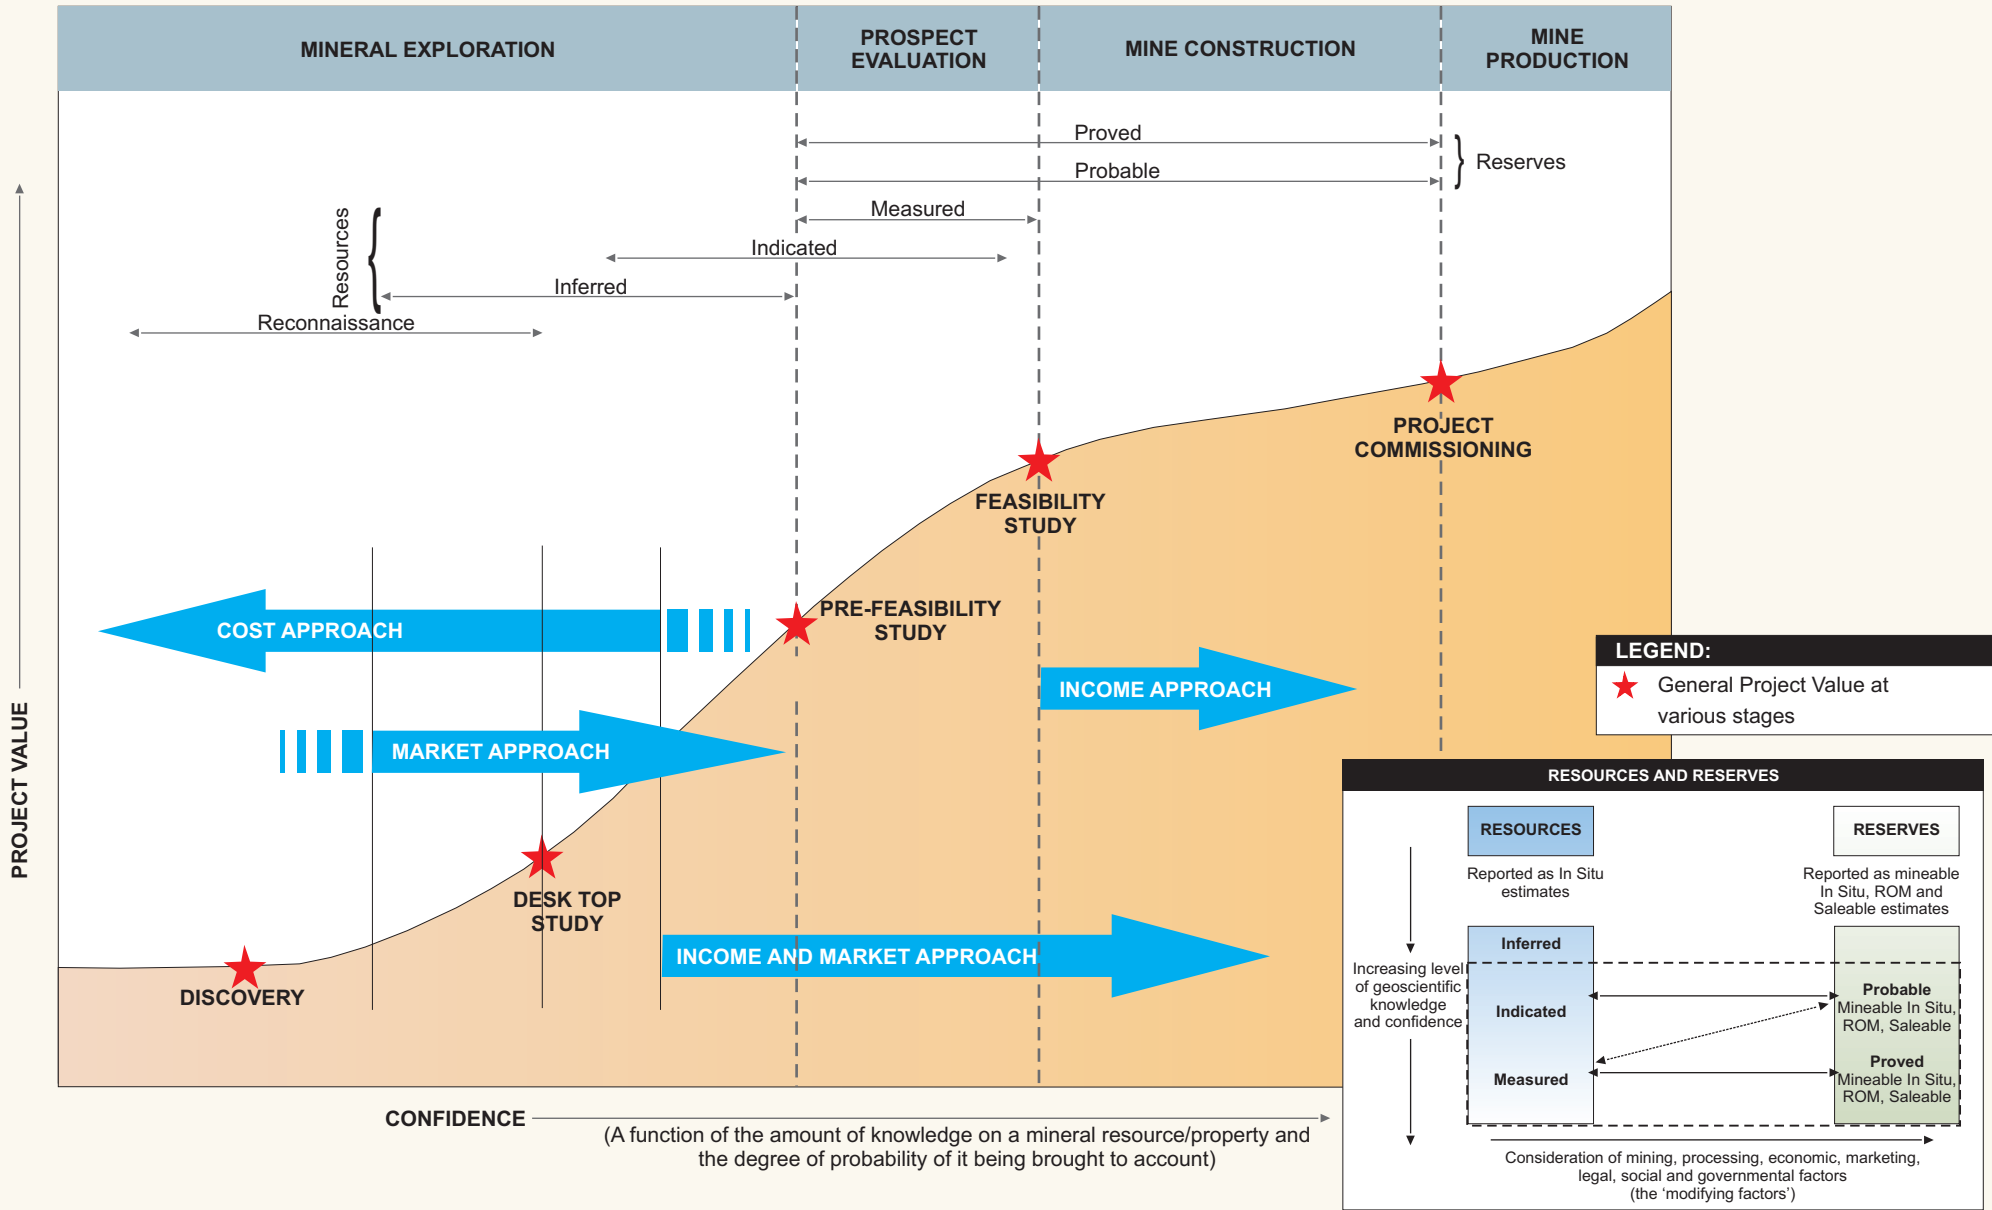 MINERAL EXPLORATION
PROSPECT
EVALUATION
MINE CONSTRUCTION
MINE
PRODUCTION
Proved
Probable
Reserves
Measured
Indicated
Inferred
Resources
Reconnaissance
PROJECT VALUE
PROJECT
COMMISSIONING
FEASIBILITY
STUDY
PRE-FEASIBILITY
STUDY
COST APPROACH
INCOME APPROACH
MARKET APPROACH
DESK TOP
STUDY
INCOME AND MARKET APPROACH
DISCOVERY
CONFIDENCE
(A function of the amount of knowledge on a mineral resource/property and
the degree of probability of it being brought to account)
LEGEND:
General Project Value at
various stages
RESOURCES AND RESERVES
RESOURCES
RESERVES
Reported as In Situ
estimates
Reported as mineable
In Situ, ROM and
Saleable estimates
Increasing level
of geoscientific
knowledge
and confidence
Inferred
Indicated
Measured
Probable
Mineable In Situ,
ROM, Saleable
Proved
Mineable In Situ,
ROM, Saleable
Consideration of mining, processing, economic, marketing,
legal, social and governmental factors
(the ‘modifying factors’)